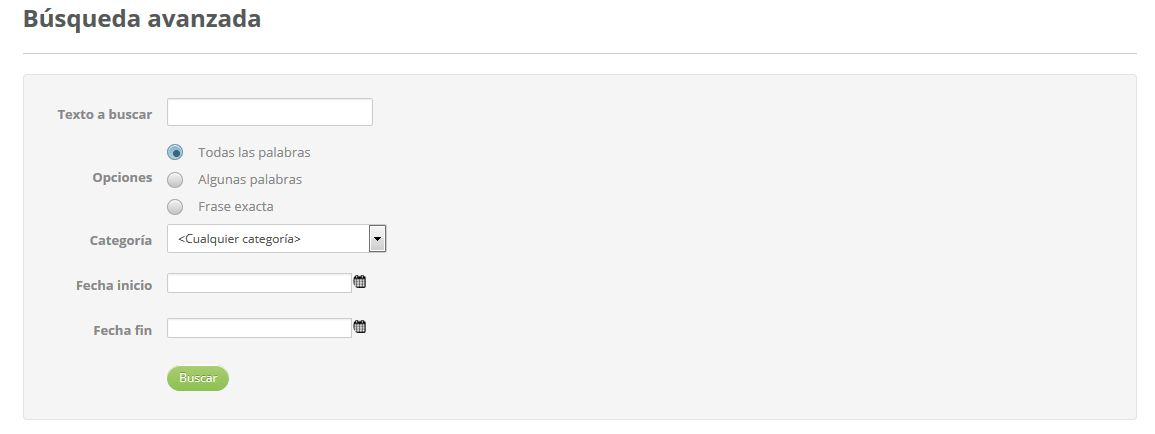 Búsqueda avanzada
Texto a buscar
Opciones
Todas las palabras
Algunas palabras
Frase exacta
Categoría
<Cualquier categoría>
Fecha inicio
Fecha fin
Buscar